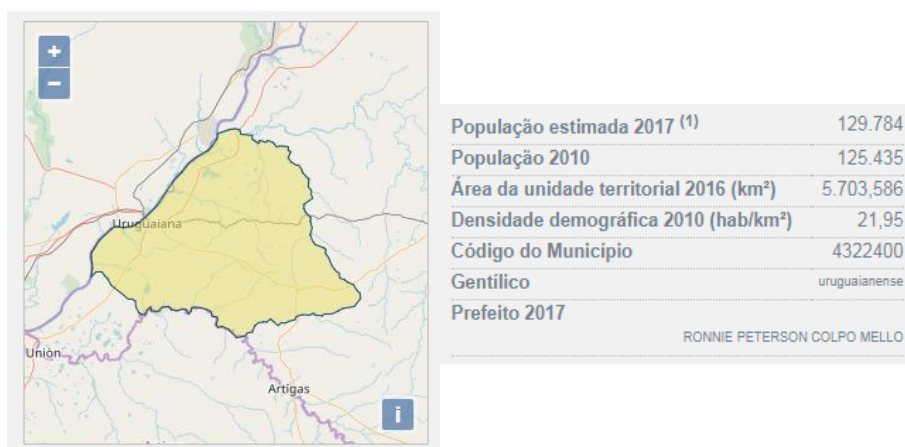 +
−
Uruguaiana
Unión
Artigas
i
População estimada 2017 (1) 129.784
População 2010 125.435
Área da unidade territorial 2016 (km²) 5.703,586
Densidade demográfica 2010 (hab/km²) 21,95
Código do Município 4322400
Gentílico uruguaianense
Prefeito 2017
RONNIE PETERSON COLPO MELLO